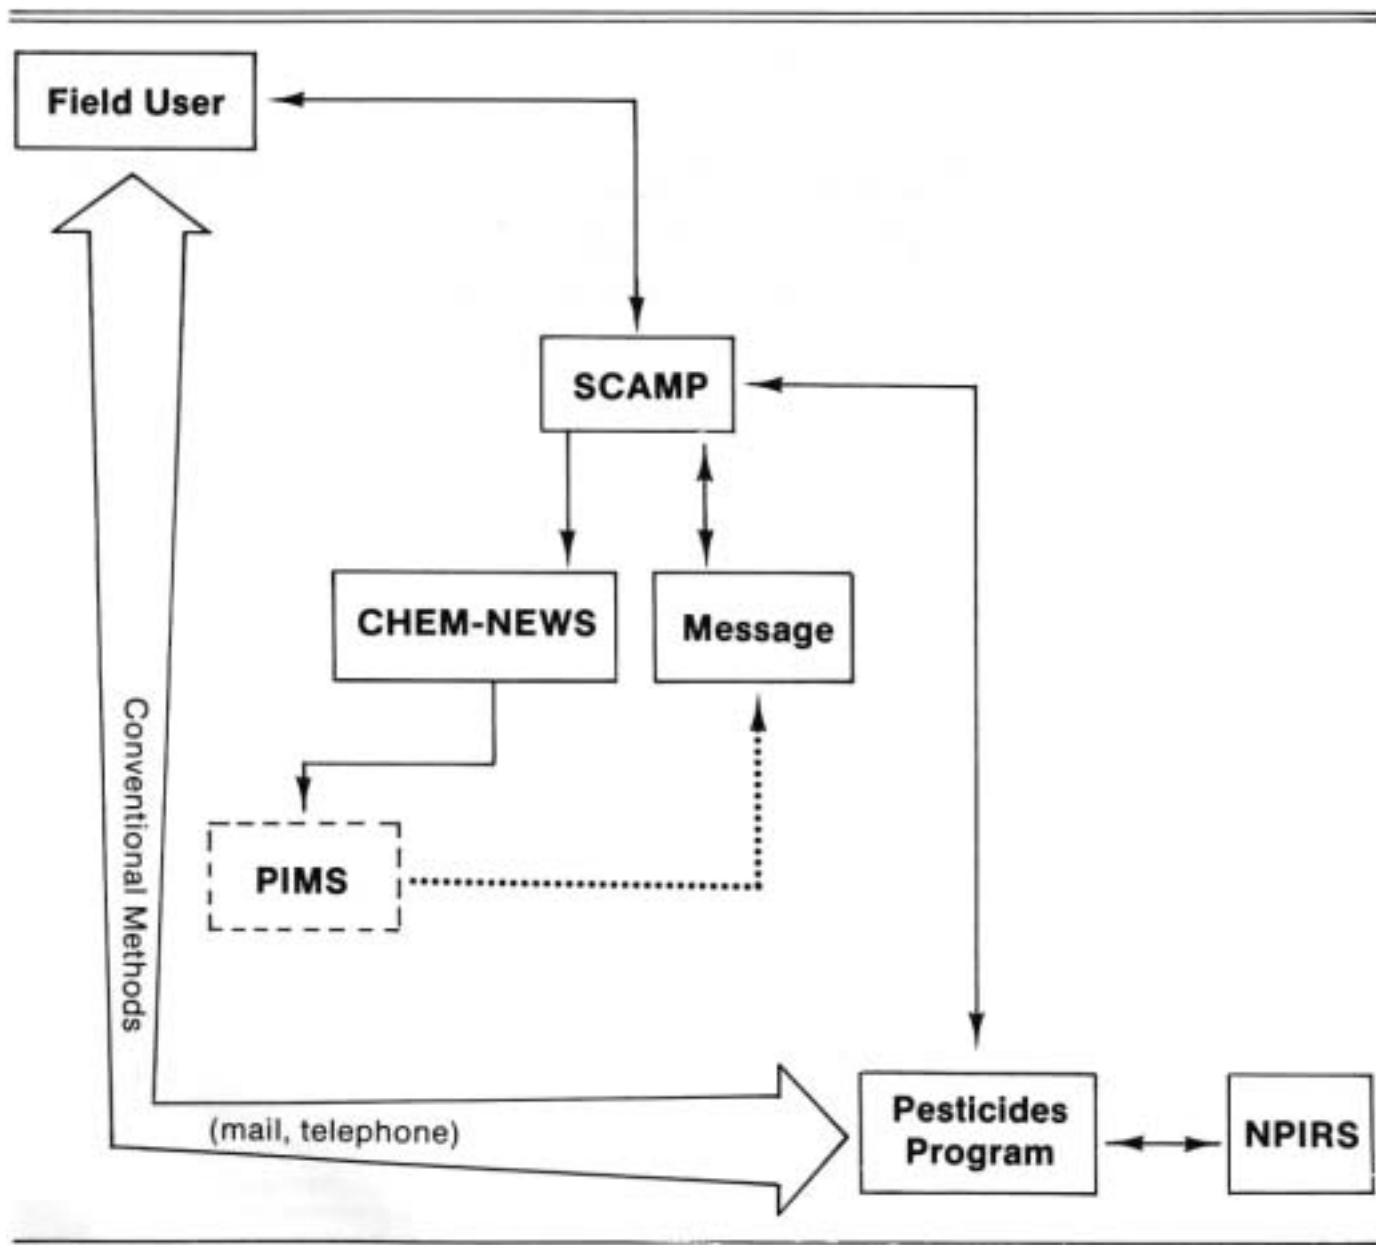 Field User
SCAMP
CHEM-NEWS
Message
Conventional Methods
PIMS
(mail, telephone)
Pesticides
Program
NPIRS